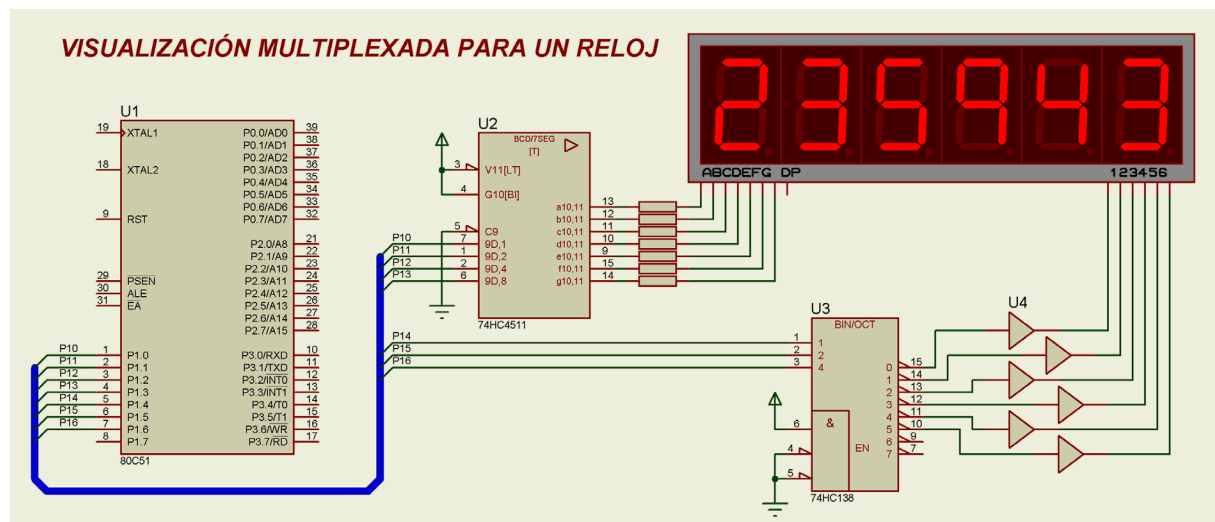 VISUALIZACIÓN MULTIPLEXADA PARA UN RELOJ
235943
ABCDEFG DP
123456
U1
19 XTAL1
18 XTAL2
9 RST
29 PSEN
30 ALE
31 EA
P10 1 P1.0
P11 2 P1.1
P12 3 P1.2
P13 4 P1.3
P14 5 P1.4
P15 6 P1.5
P16 7 P1.6
8 P1.7
P0.0/AD0 39
P0.1/AD1 38
P0.2/AD2 37
P0.3/AD3 36
P0.4/AD4 35
P0.5/AD5 34
P0.6/AD6 33
P0.7/AD7 32
P2.0/A8 21
P2.1/A9 22
P2.2/A10 23
P2.3/A11 24
P2.4/A12 25
P2.5/A13 26
P2.6/A14 27
P2.7/A15 28
P3.0/RXD 10
P3.1/TXD 11
P3.2/INT0 12
P3.3/INT1 13
P3.4/T0 14
P3.5/T1 15
P3.6/WR 16
P3.7/RD 17
80C51
U2
BCD/7SEG
[T]
3 V11[LT]
4 G10[BI]
5 C9
P10 7 9D,1
P11 1 9D,2
P12 2 9D,4
P13 6 9D,8
a10,11 13
b10,11 12
c10,11 11
d10,11 10
e10,11 9
f10,11 15
g10,11 14
74HC4511
U3
BIN/OCT
P14 1 1
P15 2 2
P16 3 4
6 &
4 EN
5
0 15
1 14
2 13
3 12
4 11
5 10
6 9
7 7
74HC138
U4